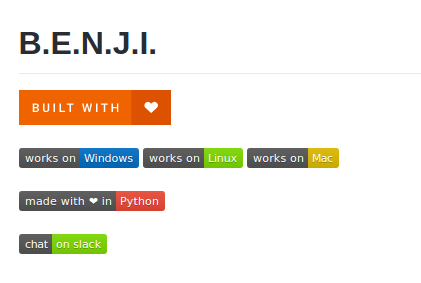 B.E.N.J.I.
BUILT WITH ❤
works on Windows works on Linux works on Mac
made with ❤ in Python
chat on slack